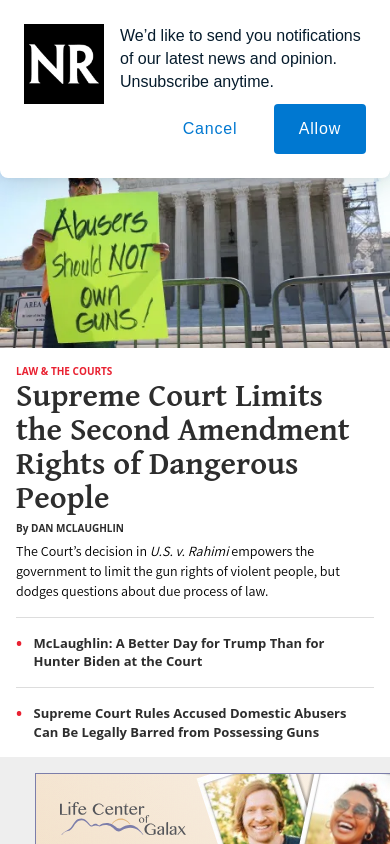 NR
We’d like to send you notifications
of our latest news and opinion.
Unsubscribe anytime.
Cancel
Allow
Abusers
Should NOT
own
GUNS!
AREA
LAW & THE COURTS
Supreme Court Limits
the Second Amendment
Rights of Dangerous
People
By DAN MCLAUGHLIN
The Court’s decision in U.S. v. Rahimi empowers the
government to limit the gun rights of violent people, but
dodges questions about due process of law.
• McLaughlin: A Better Day for Trump Than for
Hunter Biden at the Court
• Supreme Court Rules Accused Domestic Abusers
Can Be Legally Barred from Possessing Guns
Life Center
of
Galax